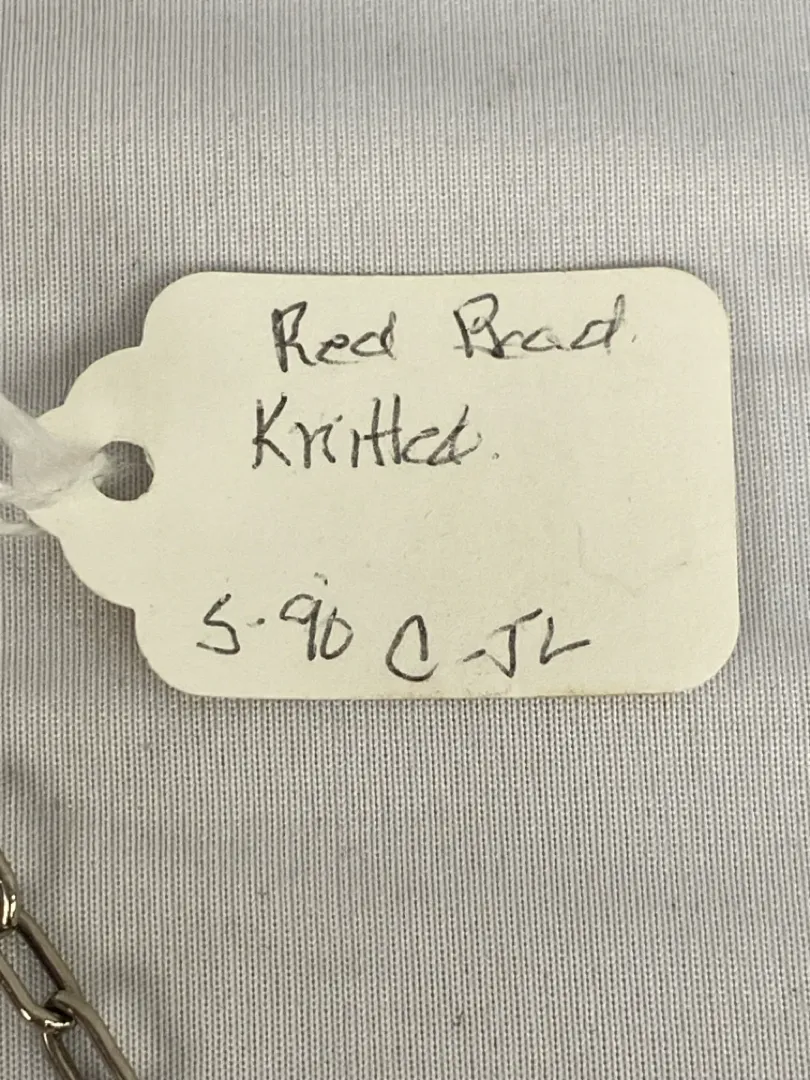 Red Bead
Knitted.
5-90 C-JL